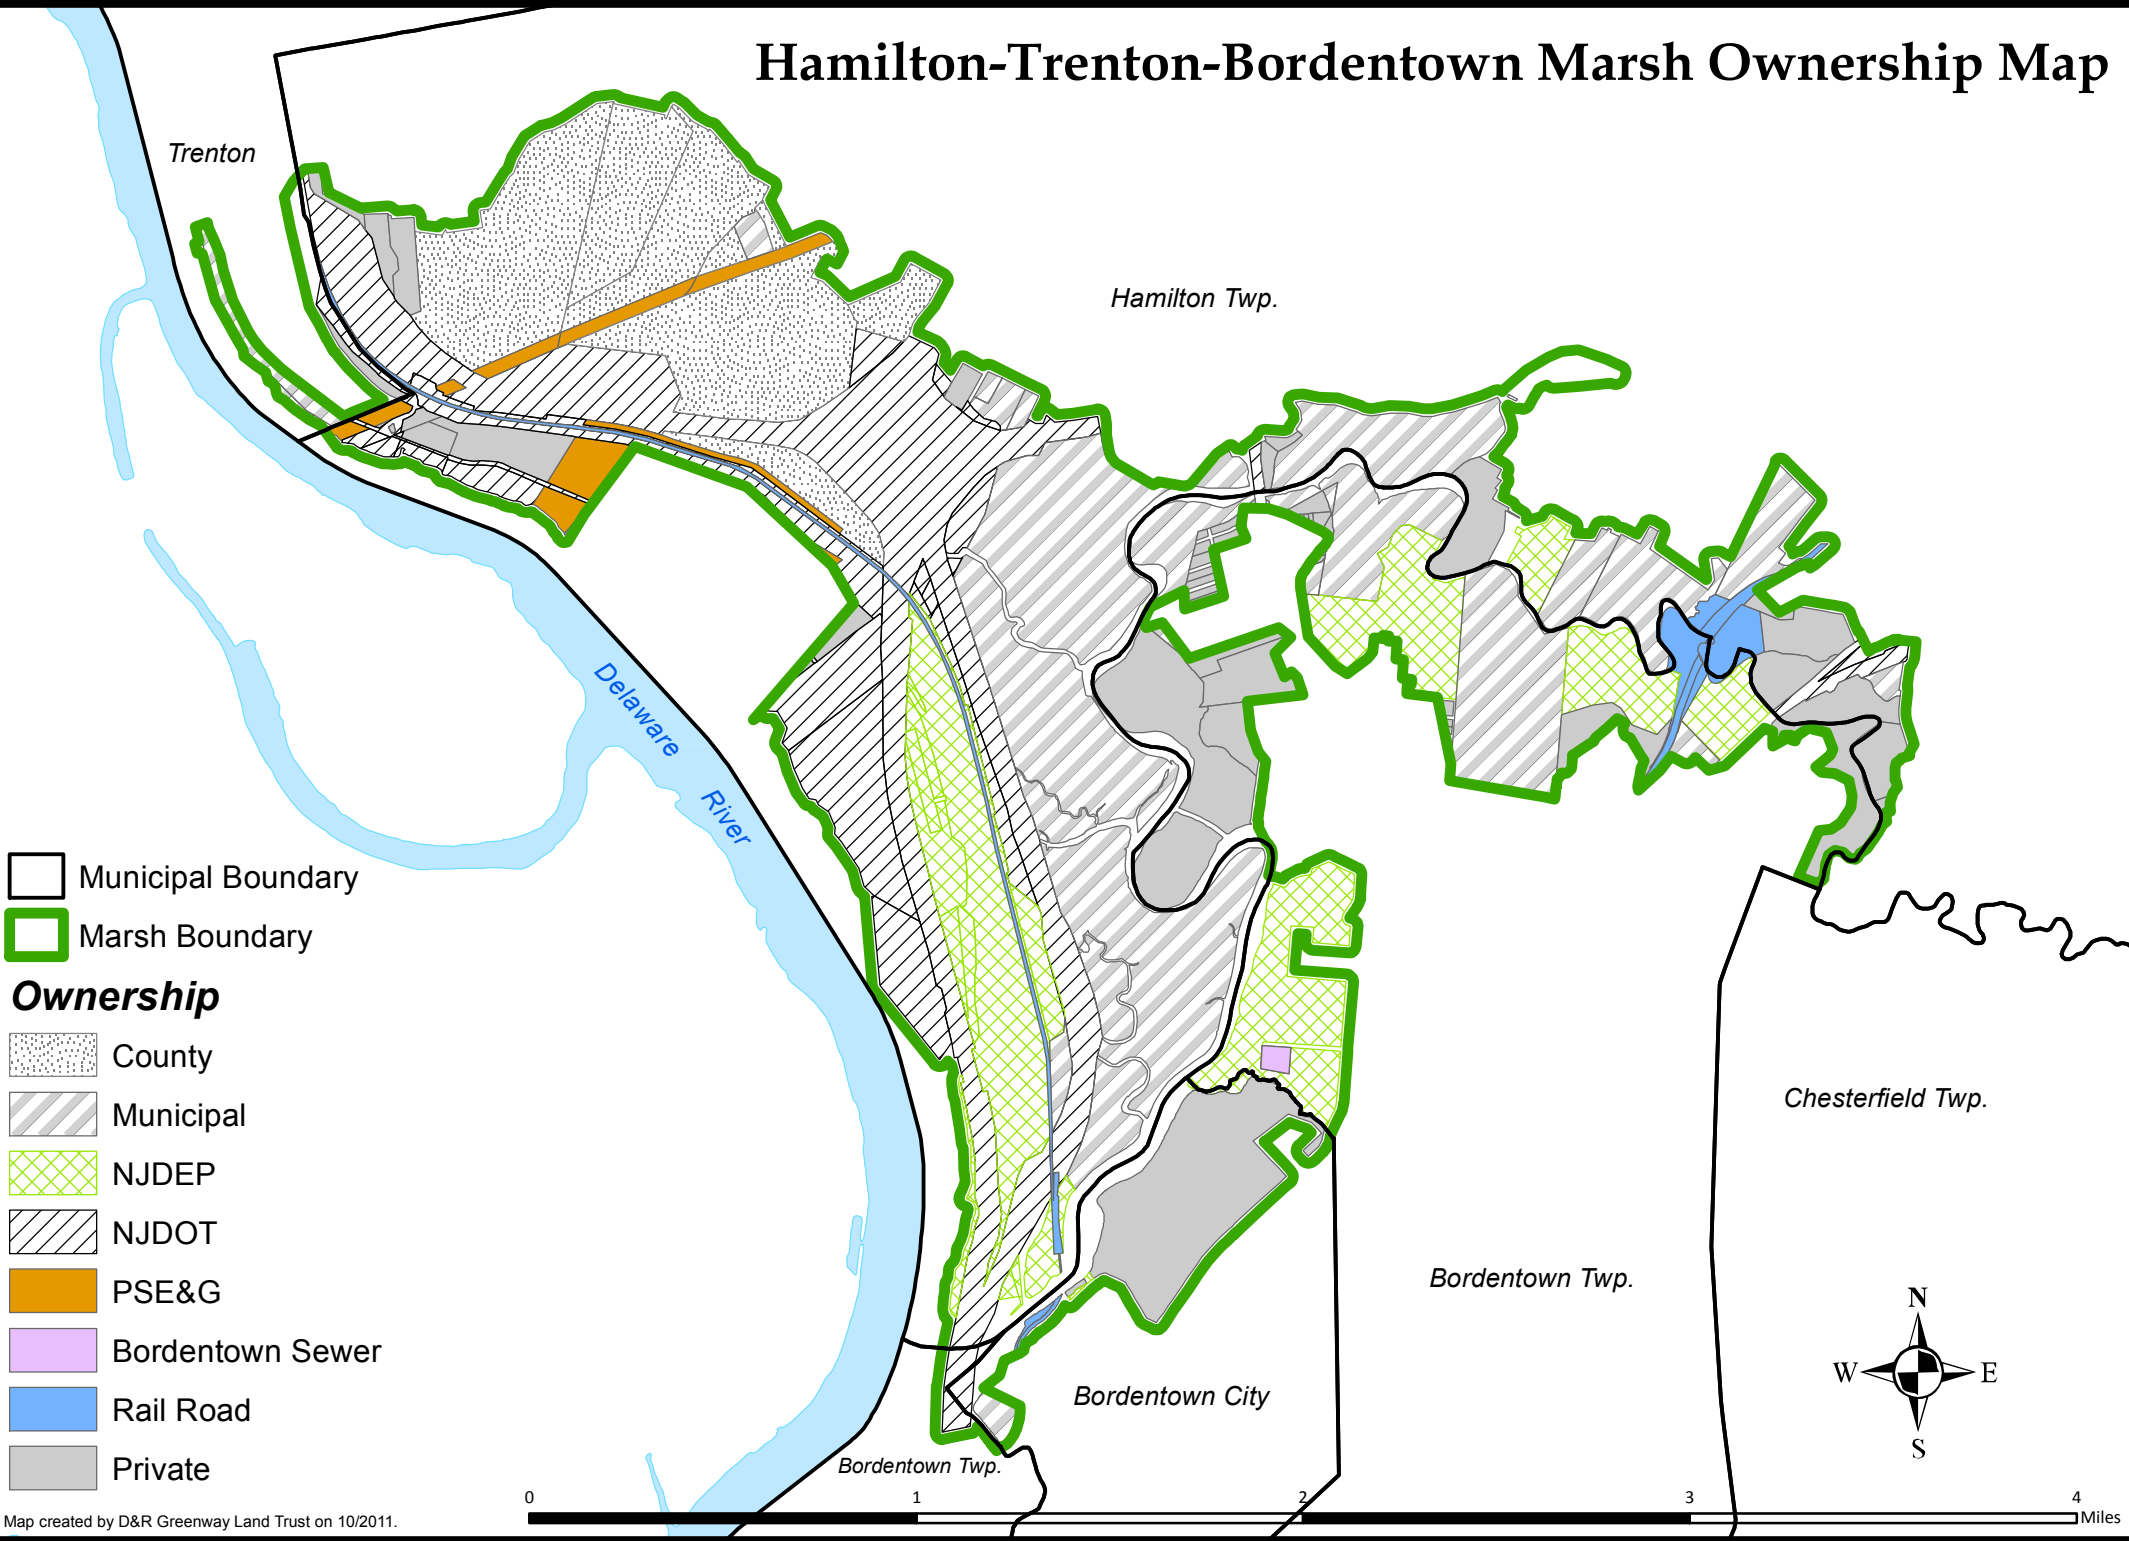 Hamilton-Trenton-Bordentown Marsh Ownership Map
Trenton
Hamilton Twp.
Delaware
River
Municipal Boundary
Marsh Boundary
Ownership
County
Municipal
NJDEP
NJDOT
PSE&G
Bordentown Sewer
Rail Road
Private
Chesterfield Twp.
Bordentown Twp.
Bordentown City
Bordentown Twp.
N
W E
S
0 1 2 3 4
Miles
Map created by D&R Greenway Land Trust on 10/2011.